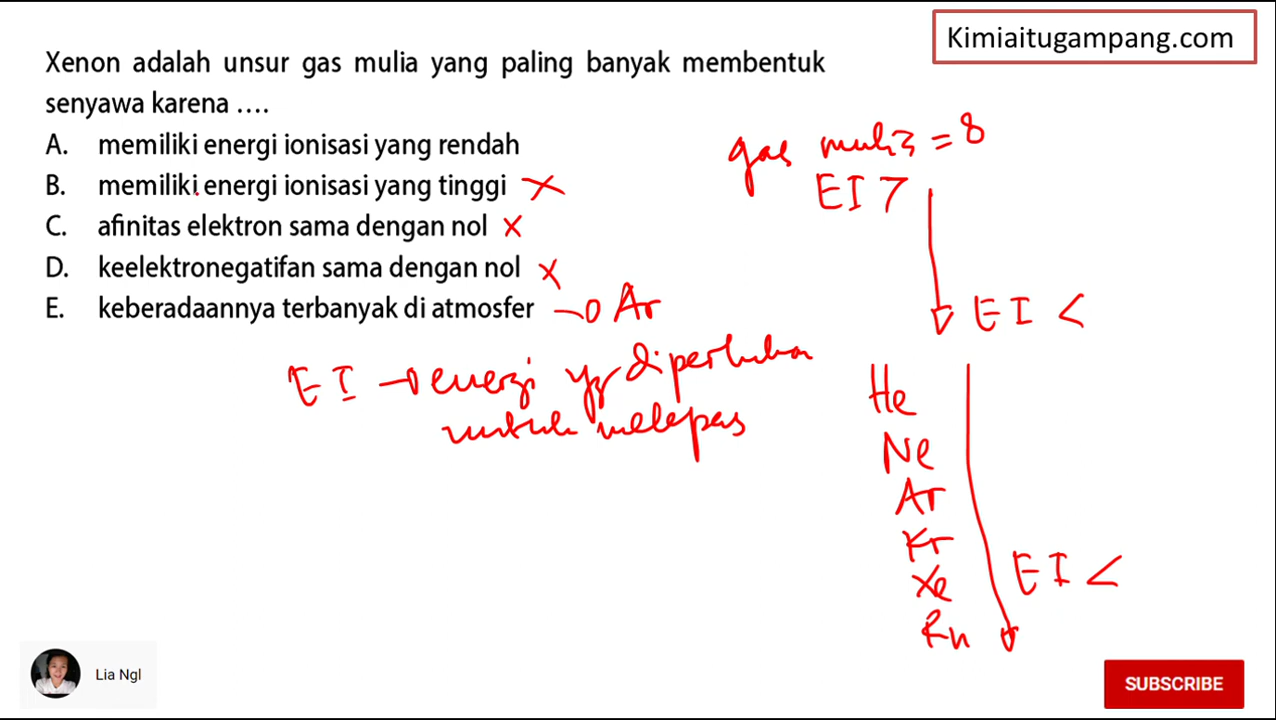 Kimiaitugampang.com
Xenon adalah unsur gas mulia yang paling banyak membentuk
senyawa karena ....
A. memiliki energi ionisasi yang rendah
B. memiliki energi ionisasi yang tinggi X
C. afinitas elektron sama dengan nol X
D. keelektronegatifan sama dengan nol X
E. keberadaannya terbanyak di atmosfer → Ar
EI → energi yg diperlukan
untuk melepas
gas mulia = 8
EI >
EI <
He
Ne
Ar
Kr
Xe
Rn
EI <
Lia Ngl
SUBSCRIBE